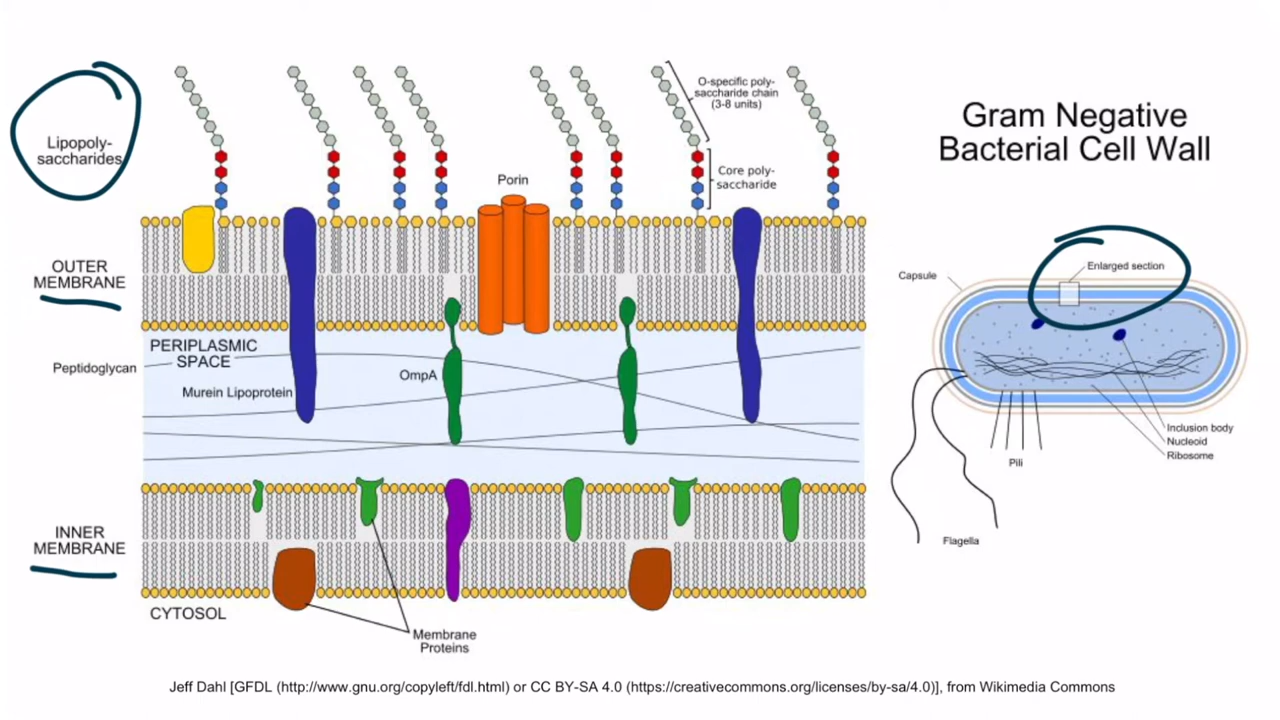 Lipopoly-
saccharides
O-specific poly-
saccharide chain
(3-8 units)
Core poly-
saccharide
Porin
OUTER
MEMBRANE
PERIPLASMIC
SPACE
Peptidoglycan
Murein Lipoprotein
OmpA
INNER
MEMBRANE
CYTOSOL
Membrane
Proteins
Gram Negative
Bacterial Cell Wall
Capsule
Enlarged section
Inclusion body
Nucleoid
Ribosome
Pili
Flagella
Jeff Dahl [GFDL (http://www.gnu.org/copyleft/fdl.html) or CC BY-SA 4.0 (https://creativecommons.org/licenses/by-sa/4.0)], from Wikimedia Commons